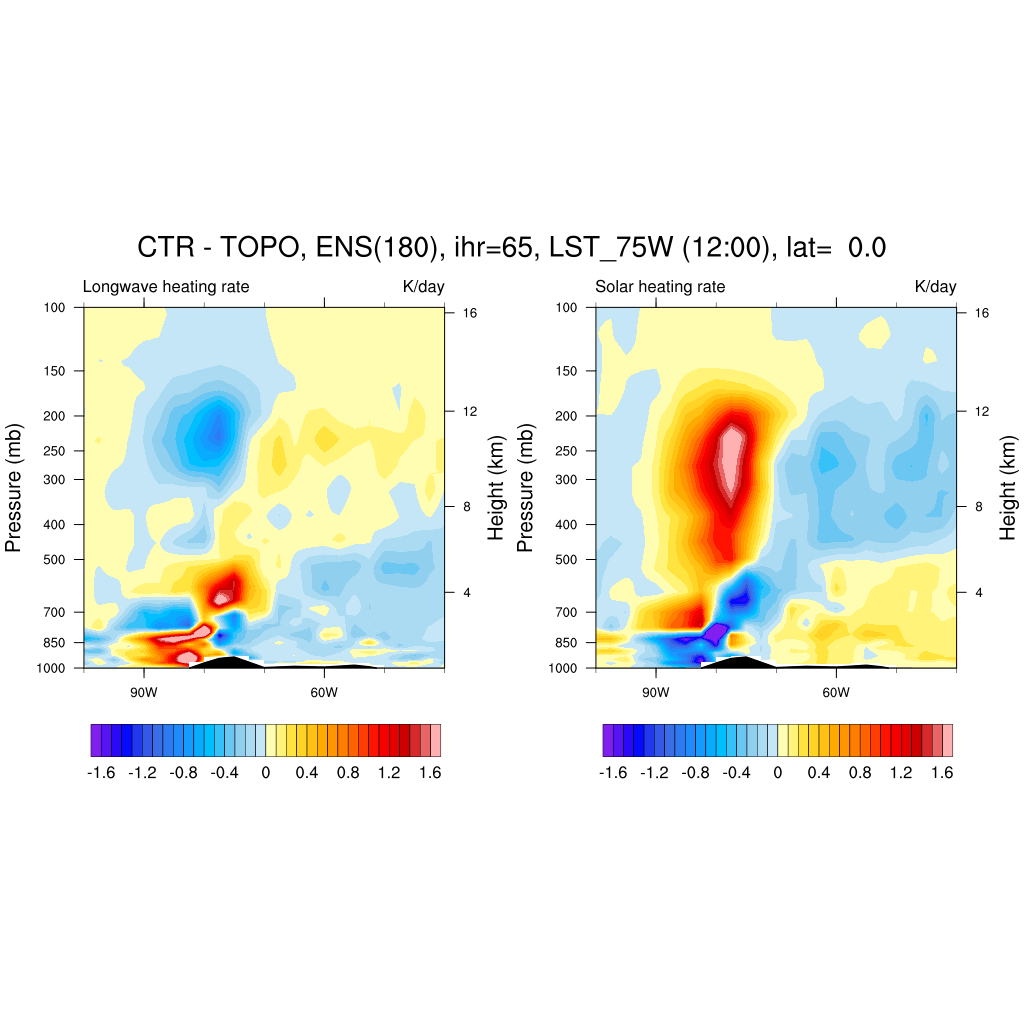 CTR - TOPO, ENS(180), ihr=65, LST_75W (12:00), lat=  0.0
Longwave heating rate K/day
Solar heating rate K/day
100
150
200
250
300
400
500
700
850
1000
Pressure (mb)
16
12
8
4
Height (km)
90W 60W
100
150
200
250
300
400
500
700
850
1000
Pressure (mb)
16
12
8
4
Height (km)
90W 60W
-1.6 -1.2 -0.8 -0.4 0 0.4 0.8 1.2 1.6
-1.6 -1.2 -0.8 -0.4 0 0.4 0.8 1.2 1.6